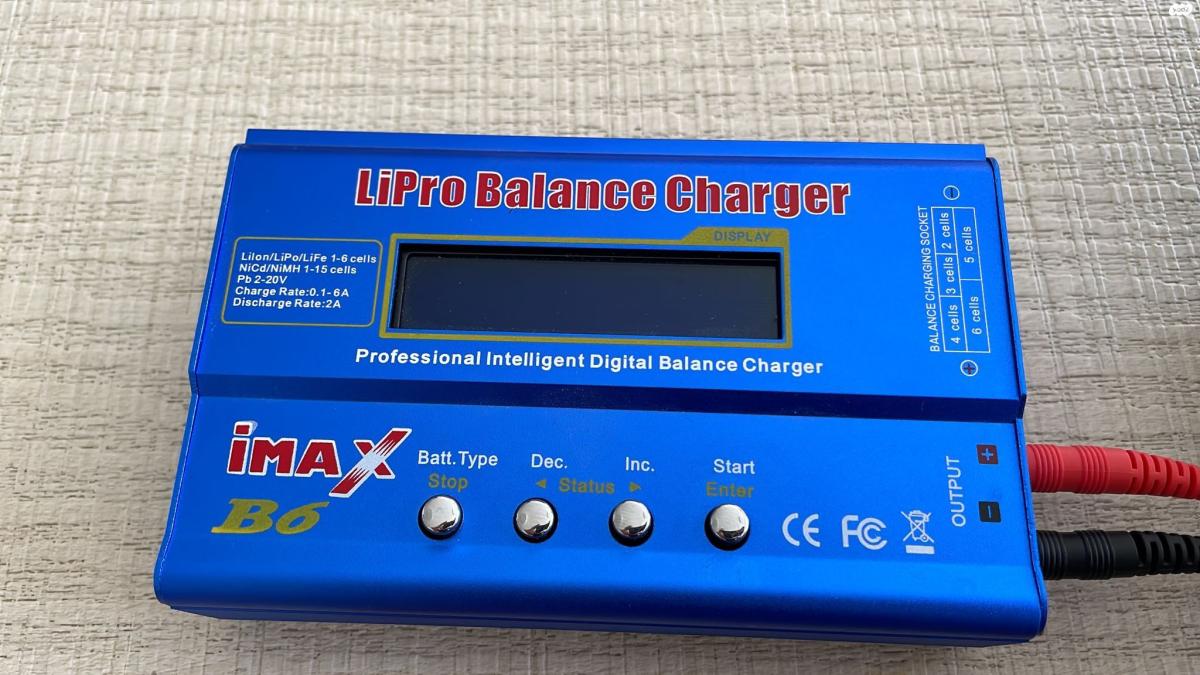 LiPro Balance Charger
DISPLAY
LiIon/LiPo/LiFe 1-6 cells
NiCd/NiMH 1-15 cells
Pb 2-20V
Charge Rate:0.1-6A
Discharge Rate:2A
Professional Intelligent Digital Balance Charger
BALANCE CHARGING SOCKET
4 cells 3 cells 2 cells
6 cells 5 cells
iMAX
B6
Batt.Type
Stop
Dec. Inc.
◄ Status ►
Start
Enter
CE FC
OUTPUT
+
-